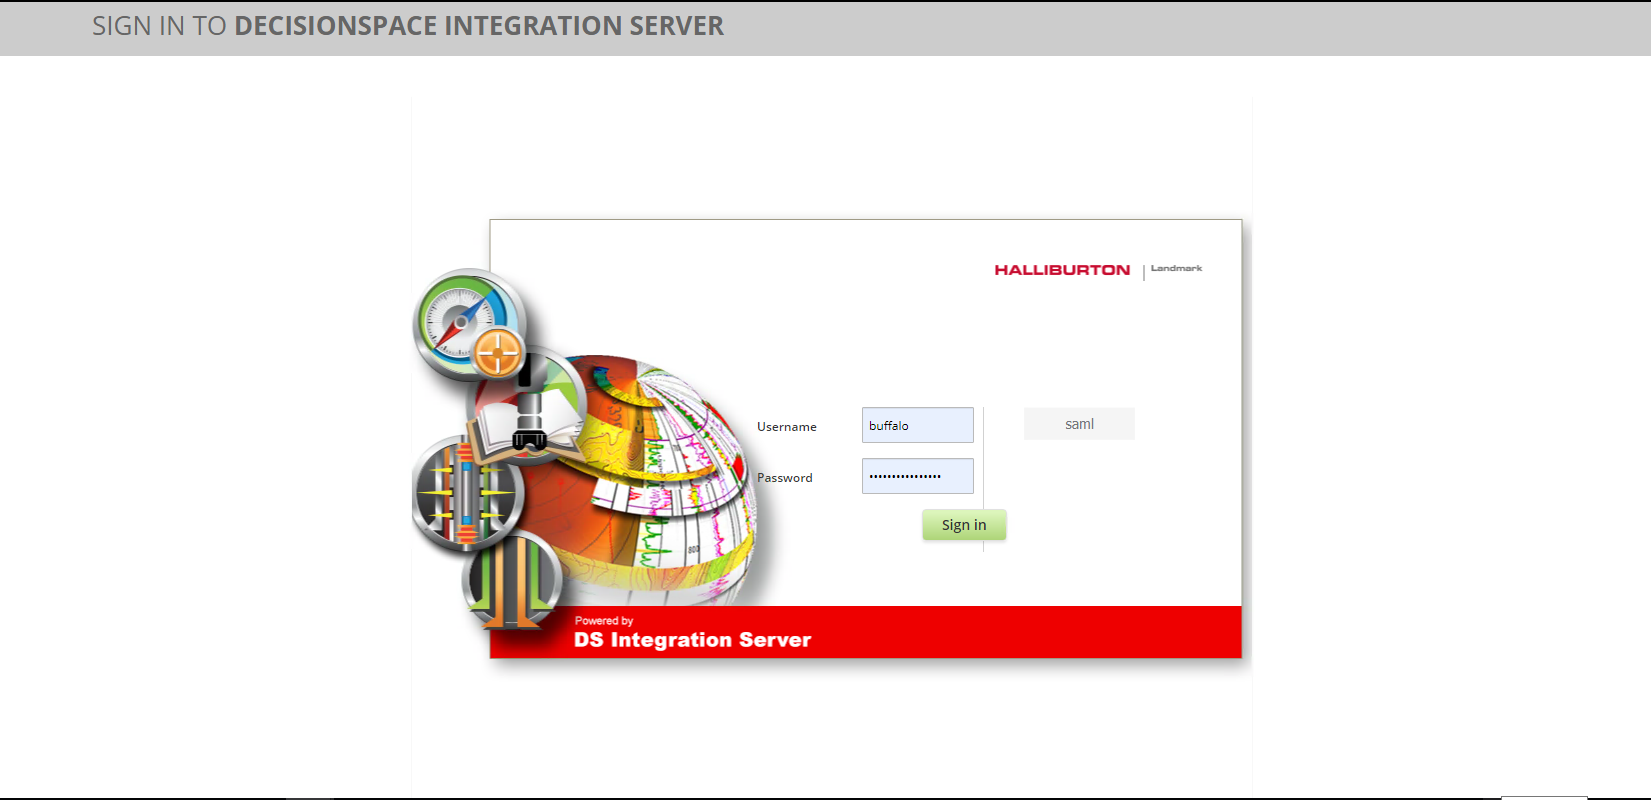 SIGN IN TO DECISIONSPACE INTEGRATION SERVER
HALLIBURTON | Landmark
Username
buffalo
saml
Password
••••••••••••••••
Sign in
800
Powered by
DS Integration Server